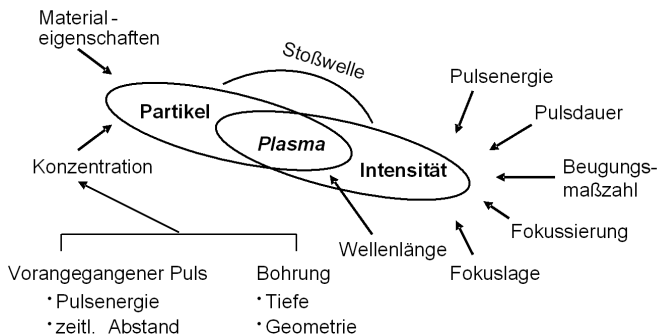 Material-
eigenschaften
Stoßwelle
Partikel
Plasma
Intensität
Konzentration
Pulsenergie
Pulsdauer
Beugungs-
maßzahl
Fokussierung
Fokuslage
Wellenlänge
Vorangegangener Puls
· Pulsenergie
· zeitl. Abstand
Bohrung
· Tiefe
· Geometrie